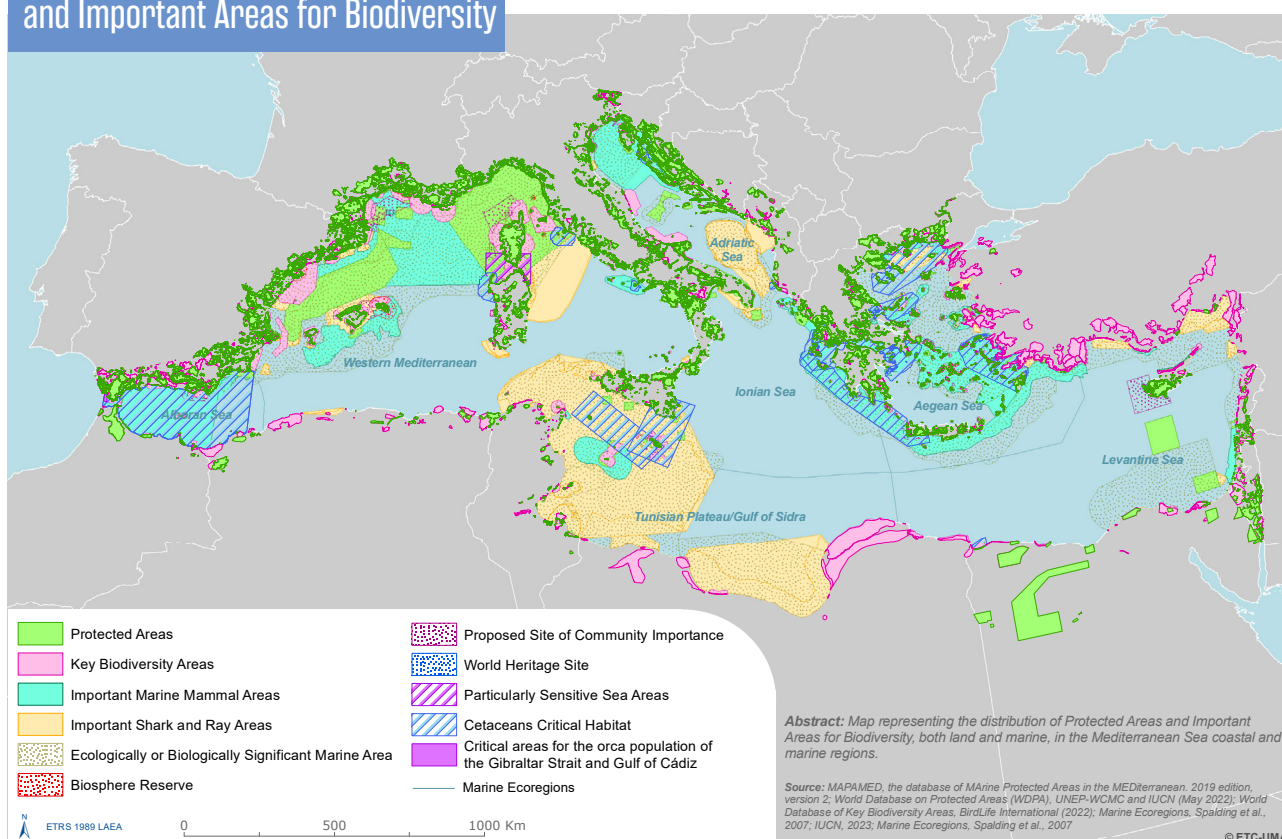 and Important Areas for Biodiversity
Adriatic
Sea
Western Mediterranean
Ionian Sea
Alboran Sea
Aegean Sea
Levantine Sea
Tunisian Plateau/Gulf of Sidra
Protected Areas
Key Biodiversity Areas
Important Marine Mammal Areas
Important Shark and Ray Areas
Ecologically or Biologically Significant Marine Area
Biosphere Reserve
Proposed Site of Community Importance
World Heritage Site
Particularly Sensitive Sea Areas
Cetaceans Critical Habitat
Critical areas for the orca population of
the Gibraltar Strait and Gulf of Cádiz
Marine Ecoregions
N
ETRS 1989 LAEA
0 500 1000 Km
Abstract: Map representing the distribution of Protected Areas and Important
Areas for Biodiversity, both land and marine, in the Mediterranean Sea coastal and
marine regions.
Source: MAPAMED, the database of MArine Protected Areas in the MEDiterranean. 2019 edition,
version 2; World Database on Protected Areas (WDPA), UNEP-WCMC and IUCN (May 2022); World
Database of Key Biodiversity Areas, BirdLife International (2022); Marine Ecoregions, Spalding et al.,
2007; IUCN, 2023; Marine Ecoregions, Spalding et al., 2007
© ETC-UMA